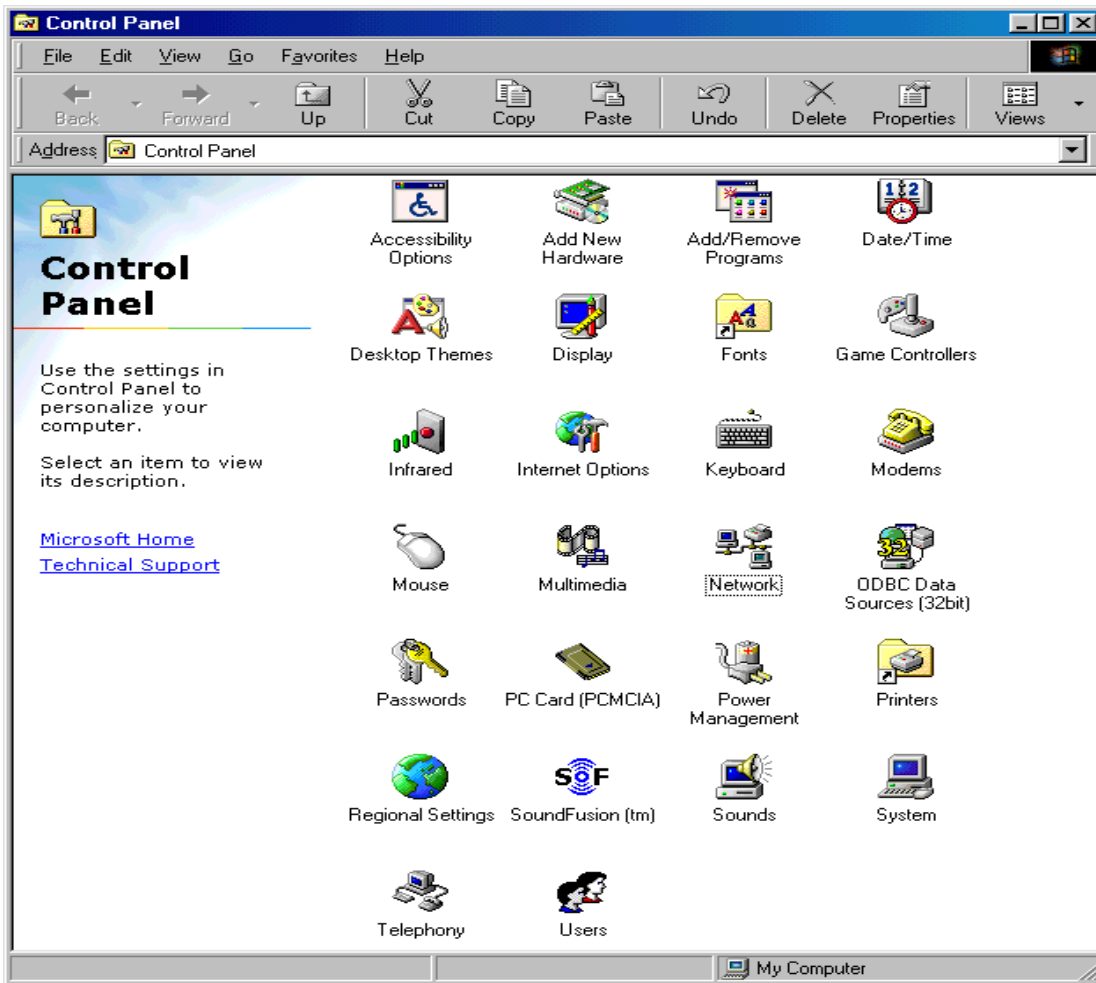 Control Panel
File Edit View Go Favorites Help
Back Forward Up Cut Copy Paste Undo Delete Properties Views
Address Control Panel
Control
Panel
Use the settings in
Control Panel to
personalize your
computer.
Select an item to view
its description.
Microsoft Home
Technical Support
Accessibility
Options
Add New
Hardware
Add/Remove
Programs
12
Date/Time
Desktop Themes
Display
Fonts
Game Controllers
Infrared
Internet Options
Keyboard
Modems
Mouse
Multimedia
Network
32
ODBC Data
Sources (32bit)
Passwords
PC Card (PCMCIA)
Power
Management
Printers
Regional Settings
SF
SoundFusion (tm)
Sounds
System
Telephony
Users
My Computer